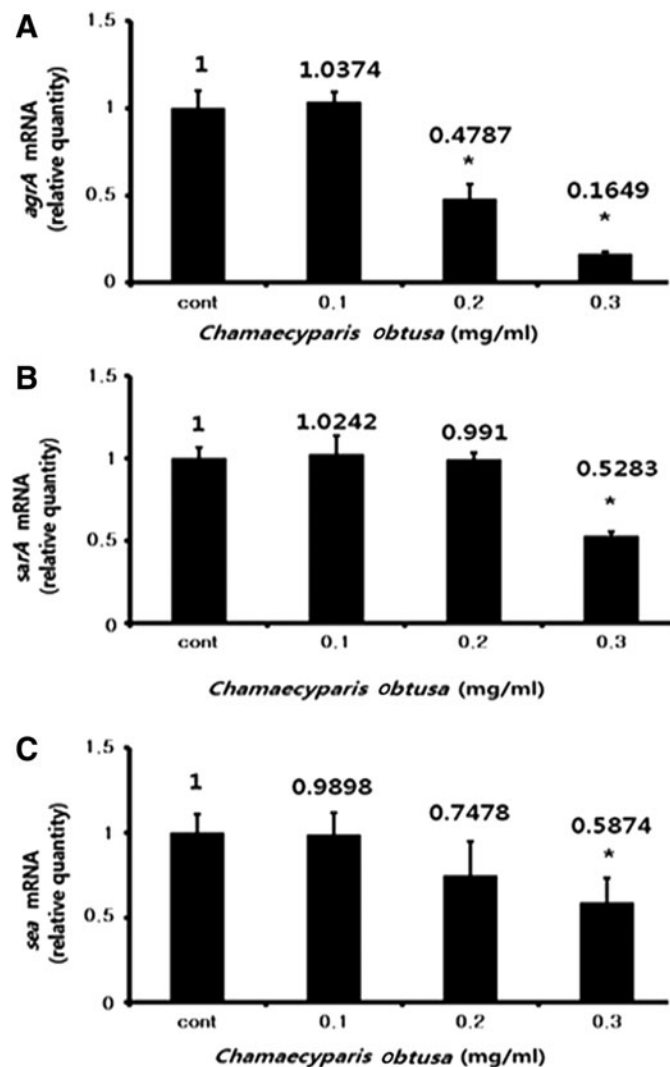 A
1.5
1
0.5
0
agrA mRNA
(relative quantity)
1
1.0374
0.4787
*
0.1649
*
cont
0.1
0.2
0.3
Chamaecyparis obtusa (mg/ml)
B
1.5
1
0.5
0
sarA mRNA
(relative quantity)
1
1.0242
0.991
0.5283
*
cont
0.1
0.2
0.3
Chamaecyparis obtusa (mg/ml)
C
1.5
1
0.5
0
sea mRNA
(relative quantity)
1
0.9898
0.7478
0.5874
*
cont
0.1
0.2
0.3
Chamaecyparis obtusa (mg/ml)